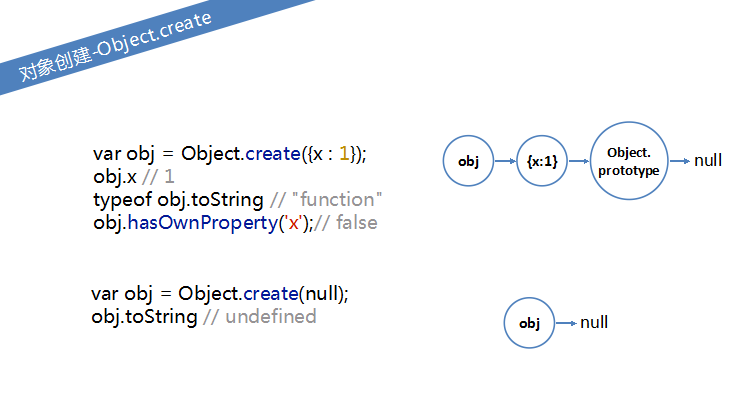 对象创建-Object.create
var obj = Object.create({x : 1});
obj.x // 1
typeof obj.toString // "function"
obj.hasOwnProperty('x');// false
obj
{x:1}
Object.
prototype
null
var obj = Object.create(null);
obj.toString // undefined
obj
null